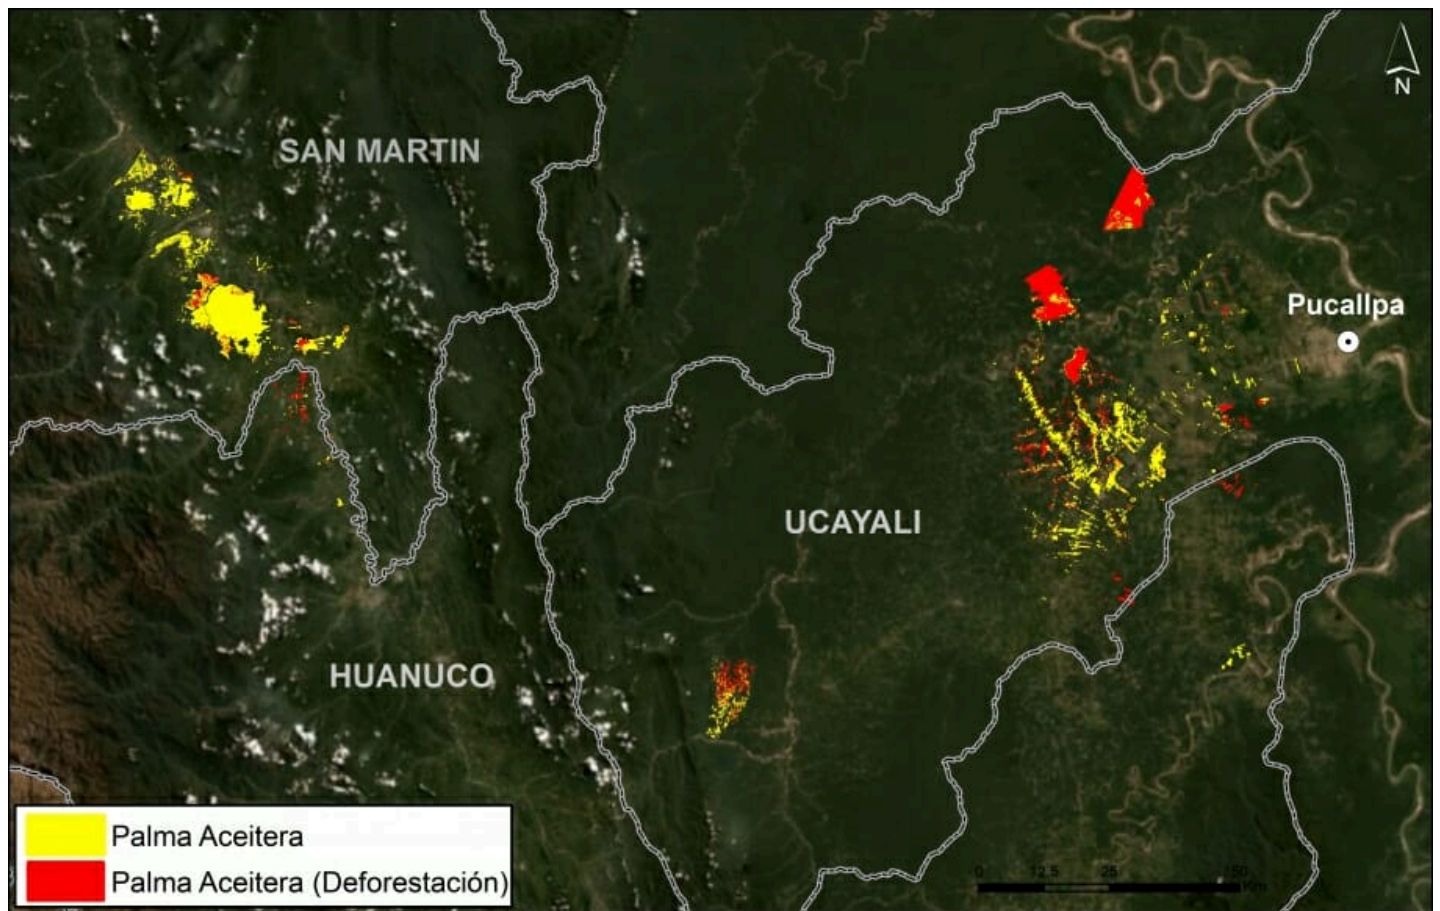 N
SAN MARTIN
Pucallpa
UCAYALI
HUANUCO
Palma Aceitera
Palma Aceitera (Deforestación)
0 12.5 25 50
Km